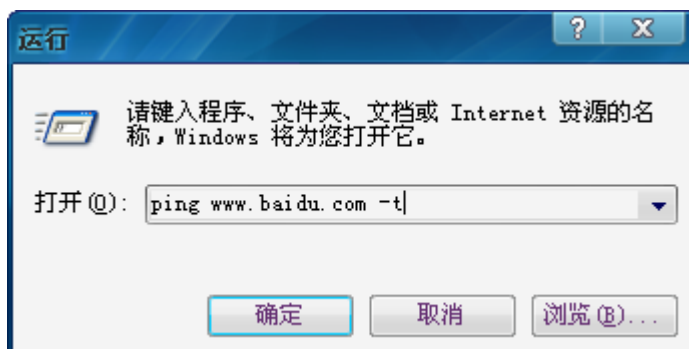 运行
请键入程序、文件夹、文档或 Internet 资源的名
称，Windows 将为您打开它。
打开(O): ping www.baidu.com -t
确定 取消 浏览(B)...